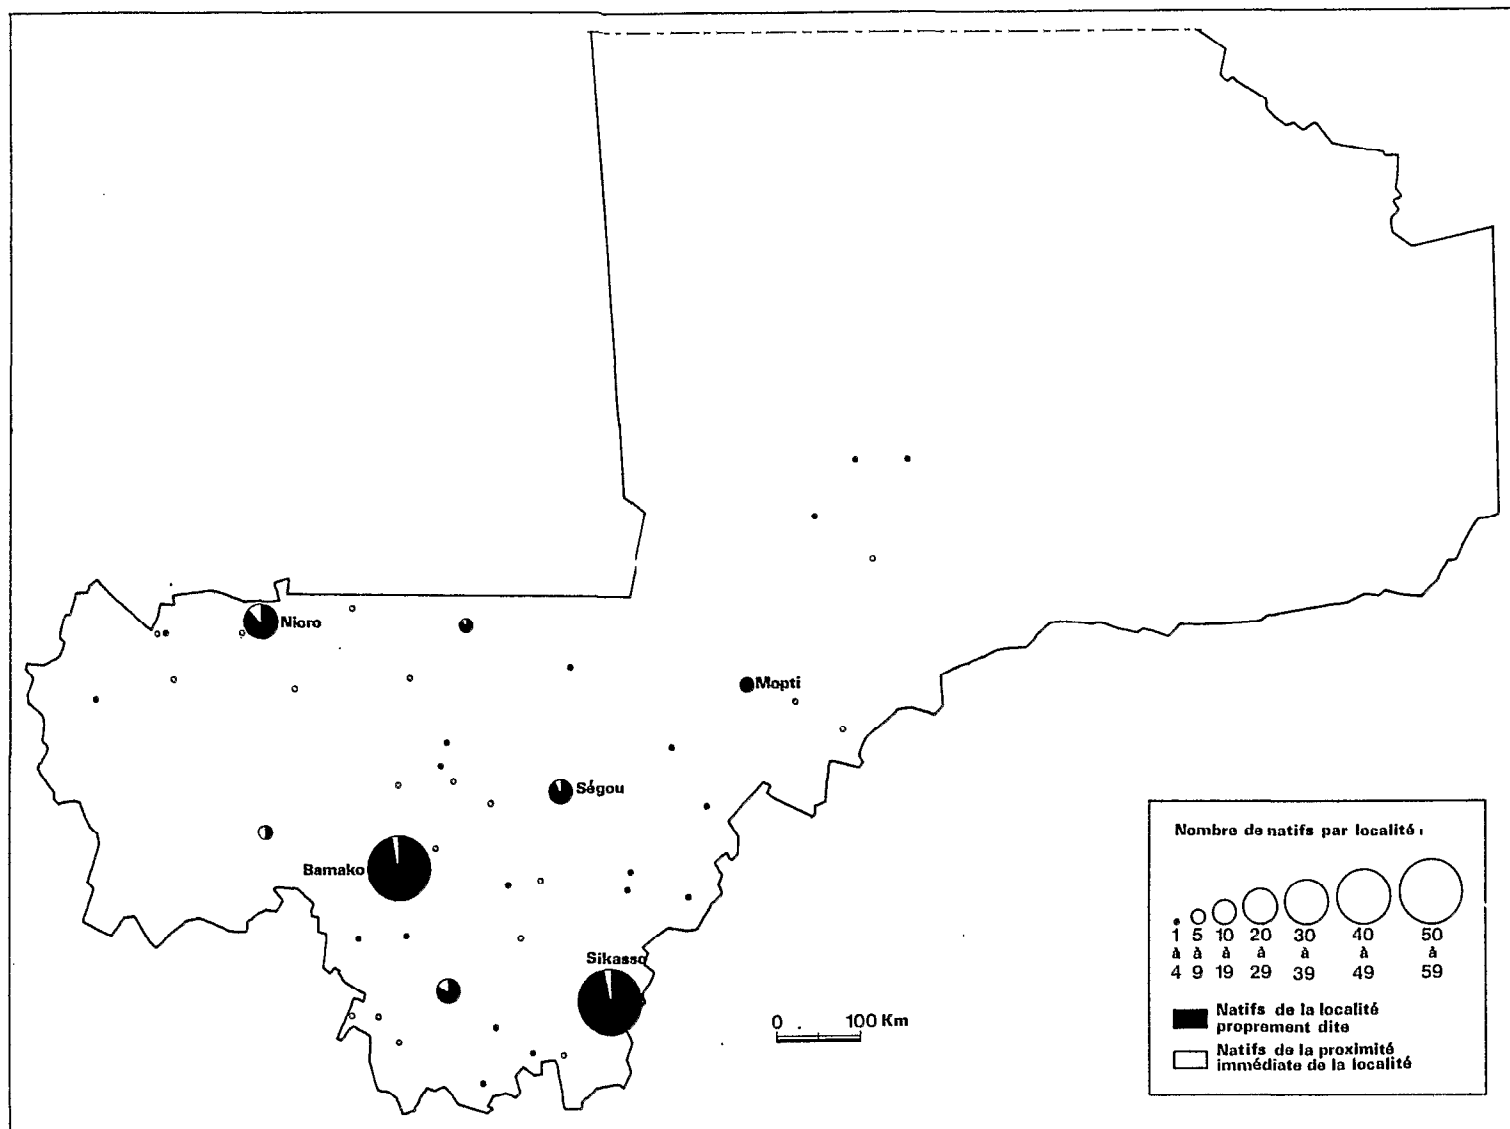 Nioro
Mopti
Ségou
Bamako
Sikasso
0 100 Km
Nombre de natifs par localité :
1 5 10 20 30 40 50
à à à à à à à
4 9 19 29 39 49 59
Natifs de la localité
proprement dite
Natifs de la proximité
immédiate de la localité